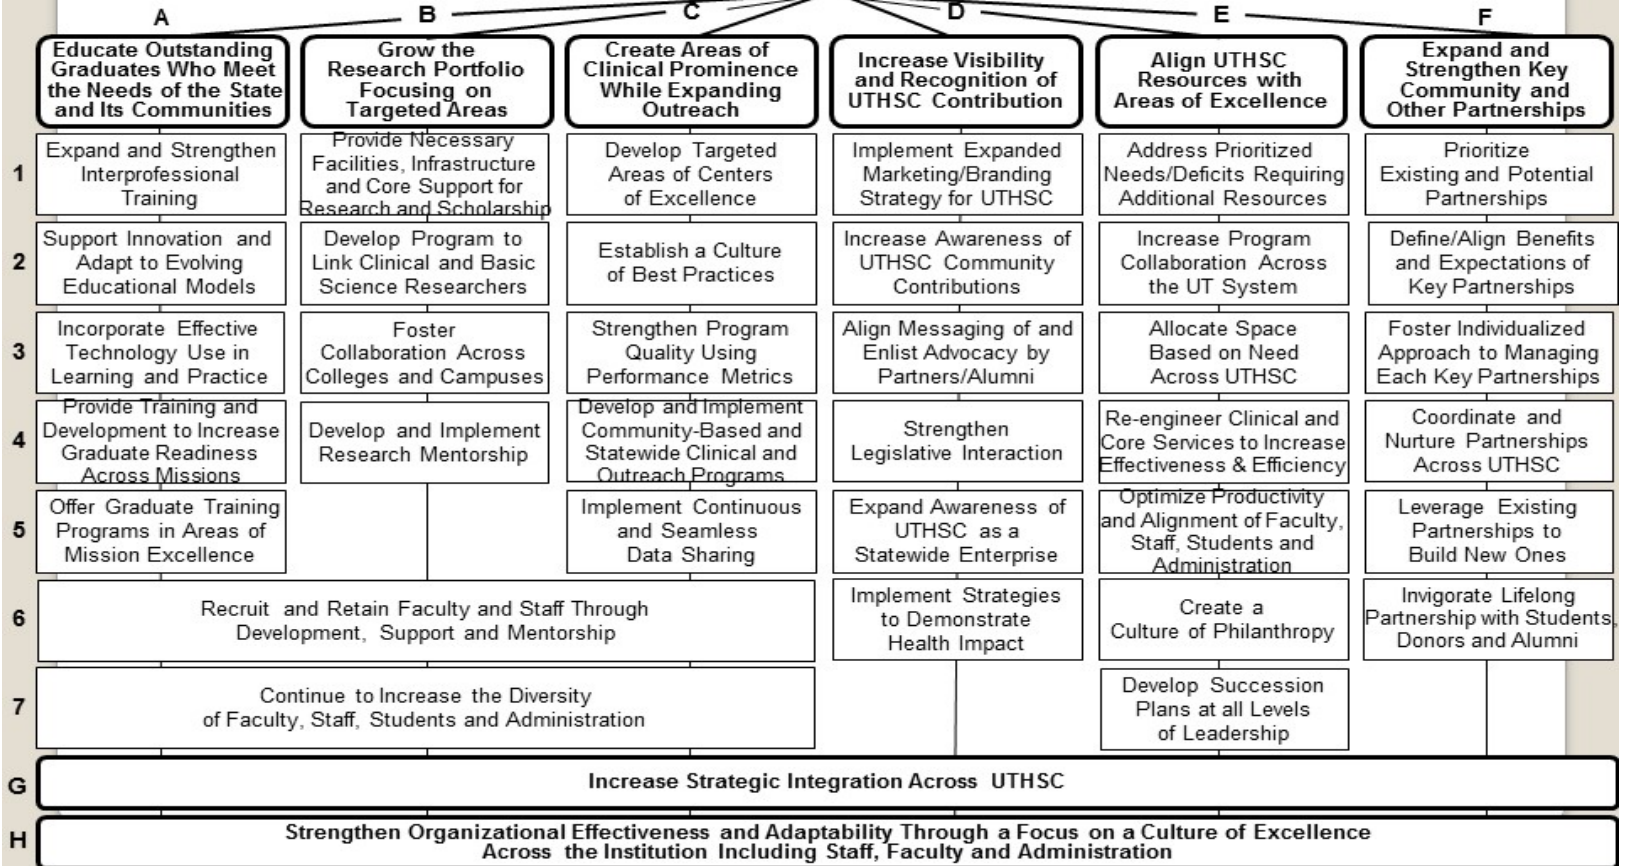 A
B
C
D
E
F
Educate Outstanding
Graduates Who Meet
the Needs of the State
and Its Communities
Grow the
Research Portfolio
Focusing on
Targeted Areas
Create Areas of
Clinical Prominence
While Expanding
Outreach
Increase Visibility
and Recognition of
UTHSC Contribution
Align UTHSC
Resources with
Areas of Excellence
Expand and
Strengthen Key
Community and
Other Partnerships
1
Expand and Strengthen
Interprofessional
Training
Provide Necessary
Facilities, Infrastructure
and Core Support for
Research and Scholarship
Develop Targeted
Areas of Centers
of Excellence
Implement Expanded
Marketing/Branding
Strategy for UTHSC
Address Prioritized
Needs/Deficits Requiring
Additional Resources
Prioritize
Existing and Potential
Partnerships
2
Support Innovation and
Adapt to Evolving
Educational Models
Develop Program to
Link Clinical and Basic
Science Researchers
Establish a Culture
of Best Practices
Increase Awareness of
UTHSC Community
Contributions
Increase Program
Collaboration Across
the UT System
Define/Align Benefits
and Expectations of
Key Partnerships
3
Incorporate Effective
Technology Use in
Learning and Practice
Foster
Collaboration Across
Colleges and Campuses
Strengthen Program
Quality Using
Performance Metrics
Align Messaging of and
Enlist Advocacy by
Partners/Alumni
Allocate Space
Based on Need
Across UTHSC
Foster Individualized
Approach to Managing
Each Key Partnerships
4
Provide Training and
Development to Increase
Graduate Readiness
Across Missions
Develop and Implement
Research Mentorship
Develop and Implement
Community-Based and
Statewide Clinical and
Outreach Programs
Strengthen
Legislative Interaction
Re-engineer Clinical and
Core Services to Increase
Effectiveness & Efficiency
Coordinate and
Nurture Partnerships
Across UTHSC
5
Offer Graduate Training
Programs in Areas of
Mission Excellence
Implement Continuous
and Seamless
Data Sharing
Expand Awareness of
UTHSC as a
Statewide Enterprise
Optimize Productivity
and Alignment of Faculty,
Staff, Students and
Administration
Leverage Existing
Partnerships to
Build New Ones
6
Recruit and Retain Faculty and Staff Through
Development, Support and Mentorship
Implement Strategies
to Demonstrate
Health Impact
Create a
Culture of Philanthropy
Invigorate Lifelong
Partnership with Students,
Donors and Alumni
7
Continue to Increase the Diversity
of Faculty, Staff, Students and Administration
Develop Succession
Plans at all Levels
of Leadership
G
Increase Strategic Integration Across UTHSC
H
Strengthen Organizational Effectiveness and Adaptability Through a Focus on a Culture of Excellence
Across the Institution Including Staff, Faculty and Administration